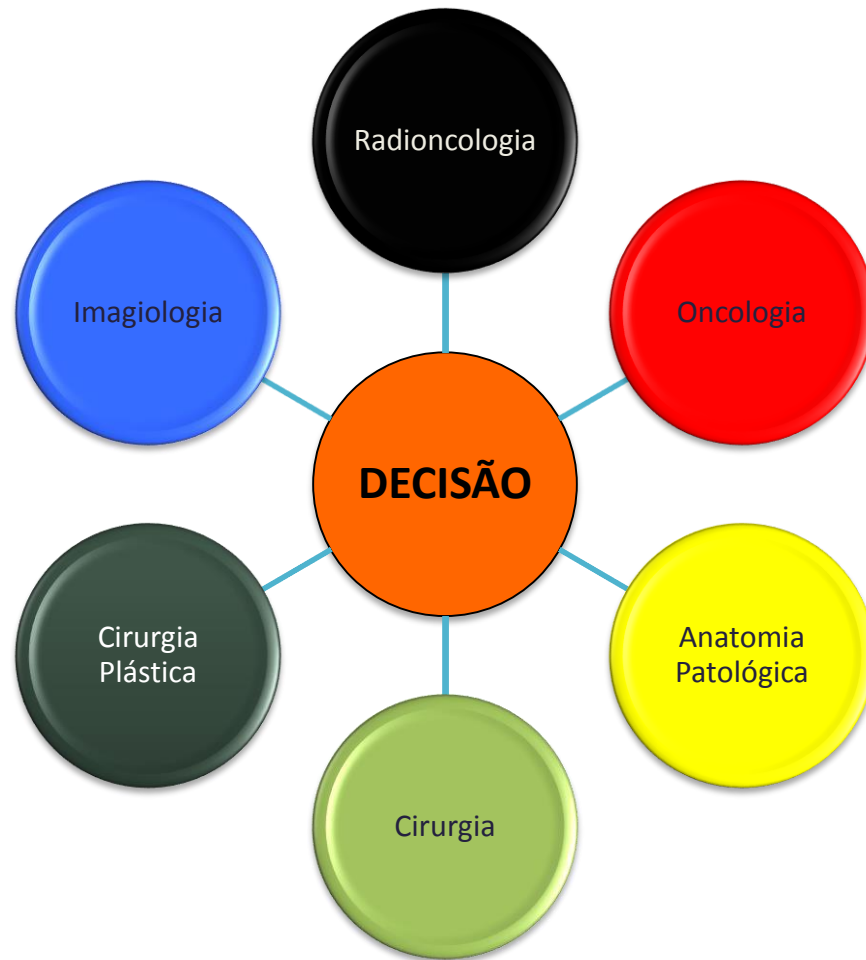 Radioncologia
Imagiologia
Oncologia
DECISÃO
Cirurgia
Plástica
Anatomia
Patológica
Cirurgia